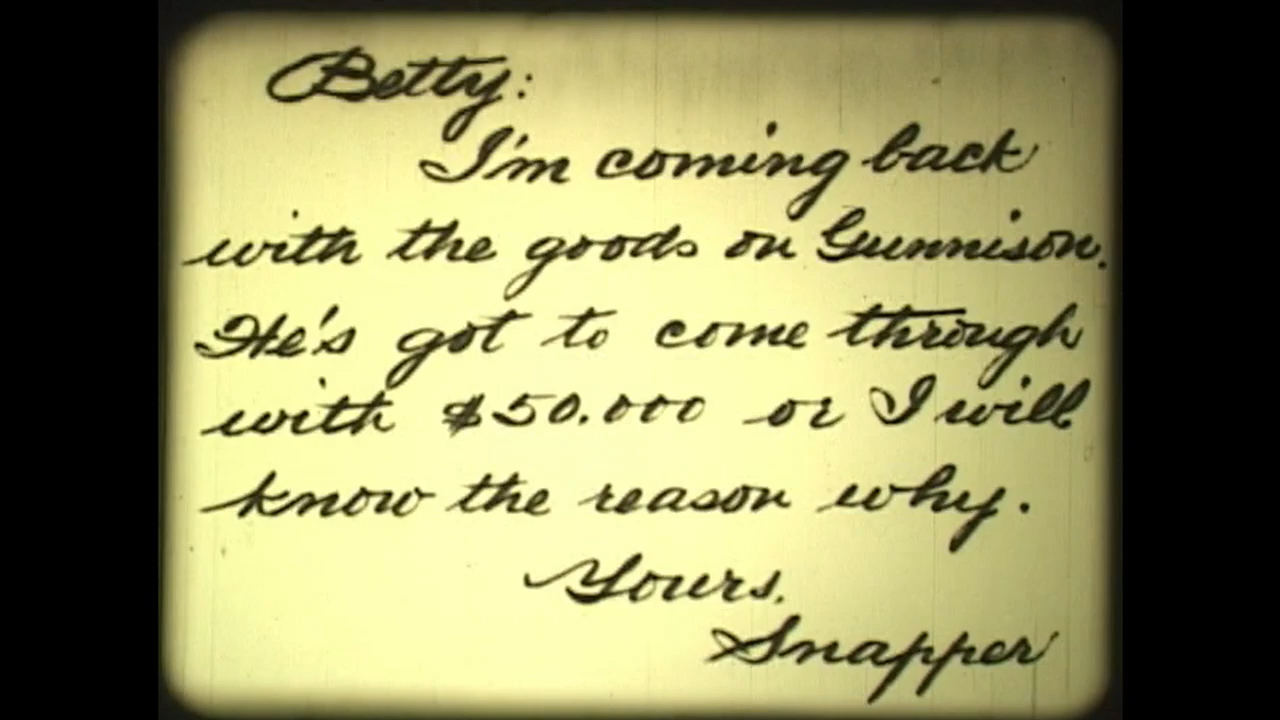 Betty:
I'm coming back
with the goods on Gunnison.
He's got to come through
with $50.000 or I will
know the reason why.
Yours.
Snapper